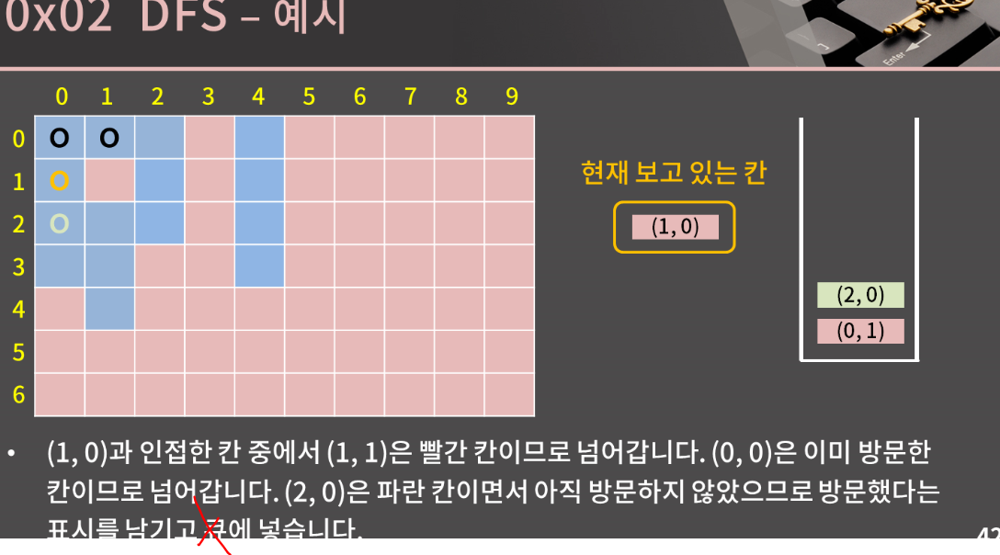 0x02 DFS – 예시
Enter
0 1 2 3 4 5 6 7 8 9
0 O O
1 O
2 O
3
4
5
6
현재 보고 있는 칸
(1, 0)
(2, 0)
(0, 1)
• (1, 0)과 인접한 칸 중에서 (1, 1)은 빨간 칸이므로 넘어갑니다. (0, 0)은 이미 방문한
칸이므로 넘어갑니다. (2, 0)은 파란 칸이면서 아직 방문하지 않았으므로 방문했다는
표시를 남기고 큐에 넣습니다.
42